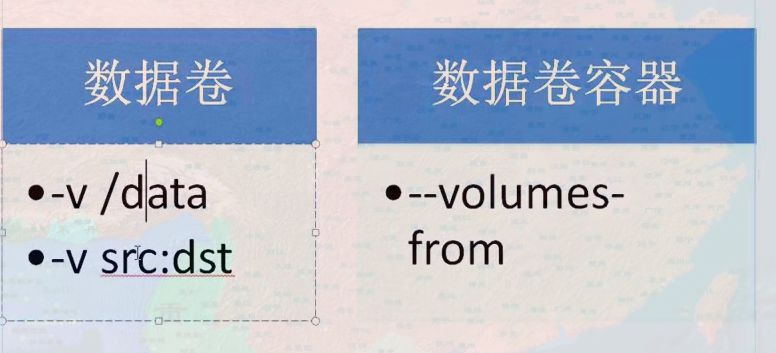 数据卷
•-v /data
•-v src:dst
数据卷容器
•--volumes-
from